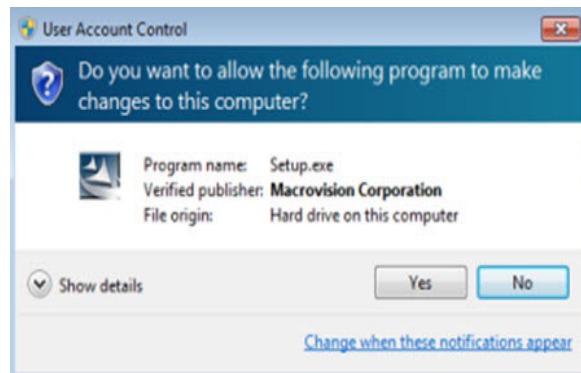 User Account Control
Do you want to allow the following program to make
changes to this computer?
Program name: Setup.exe
Verified publisher: Macrovision Corporation
File origin: Hard drive on this computer
Show details
Yes No
Change when these notifications appear